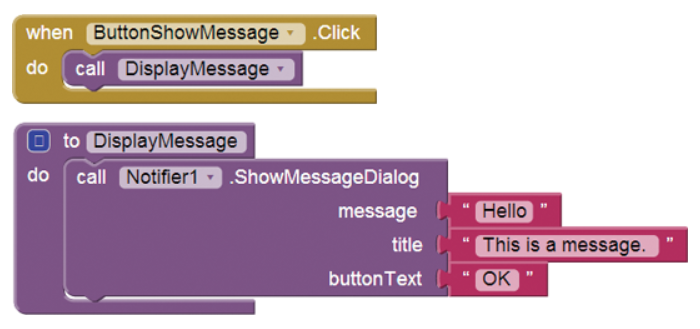 when ButtonShowMessage .Click
do call DisplayMessage
to DisplayMessage
do call Notifier1 .ShowMessageDialog
message " Hello "
title " This is a message. "
buttonText " OK "